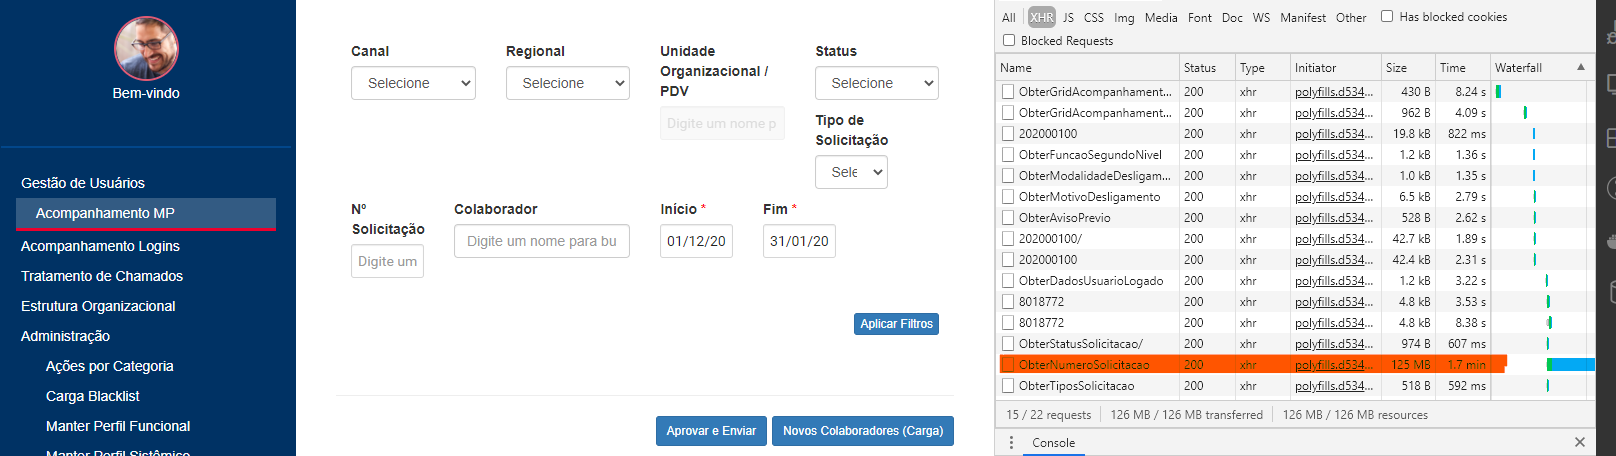 Bem-vindo
Gestão de Usuários
Acompanhamento MP
Acompanhamento Logins
Tratamento de Chamados
Estrutura Organizacional
Administração
Ações por Categoria
Carga Blacklist
Manter Perfil Funcional
Manter Perfil Sistêmico
Canal
Selecione
Regional
Selecione
Unidade
Organizacional /
PDV
Digite um nome p
Status
Selecione
Tipo de
Solicitação
Sele
Nº
Solicitação
Digite um
Colaborador
Digite um nome para bu
Início *
01/12/20
Fim *
31/01/20
Aplicar Filtros
Aprovar e Enviar Novos Colaboradores (Carga)
All XHR JS CSS Img Media Font Doc WS Manifest Other Has blocked cookies
Blocked Requests
Name Status Type Initiator Size Time Waterfall
ObterGridAcompanhament... 200 xhr polyfills.d534... 430 B 8.24 s
ObterGridAcompanhament... 200 xhr polyfills.d534... 962 B 4.09 s
202000100 200 xhr polyfills.d534... 19.8 kB 822 ms
ObterFuncaoSegundoNivel 200 xhr polyfills.d534... 1.2 kB 1.36 s
ObterModalidadeDesligam... 200 xhr polyfills.d534... 1.0 kB 1.35 s
ObterMotivoDesligamento 200 xhr polyfills.d534... 6.5 kB 2.79 s
ObterAvisoPrevio 200 xhr polyfills.d534... 528 B 2.62 s
202000100/ 200 xhr polyfills.d534... 42.7 kB 1.89 s
202000100 200 xhr polyfills.d534... 42.4 kB 2.31 s
ObterDadosUsuarioLogado 200 xhr polyfills.d534... 1.2 kB 3.22 s
8018772 200 xhr polyfills.d534... 4.8 kB 3.53 s
8018772 200 xhr polyfills.d534... 4.8 kB 8.38 s
ObterStatusSolicitacao/ 200 xhr polyfills.d534... 974 B 607 ms
ObterNumeroSolicitacao 200 xhr polyfills.d534... 125 MB 1.7 min
ObterTiposSolicitacao 200 xhr polyfills.d534... 518 B 592 ms
15 / 22 requests 126 MB / 126 MB transferred 126 MB / 126 MB resources
Console